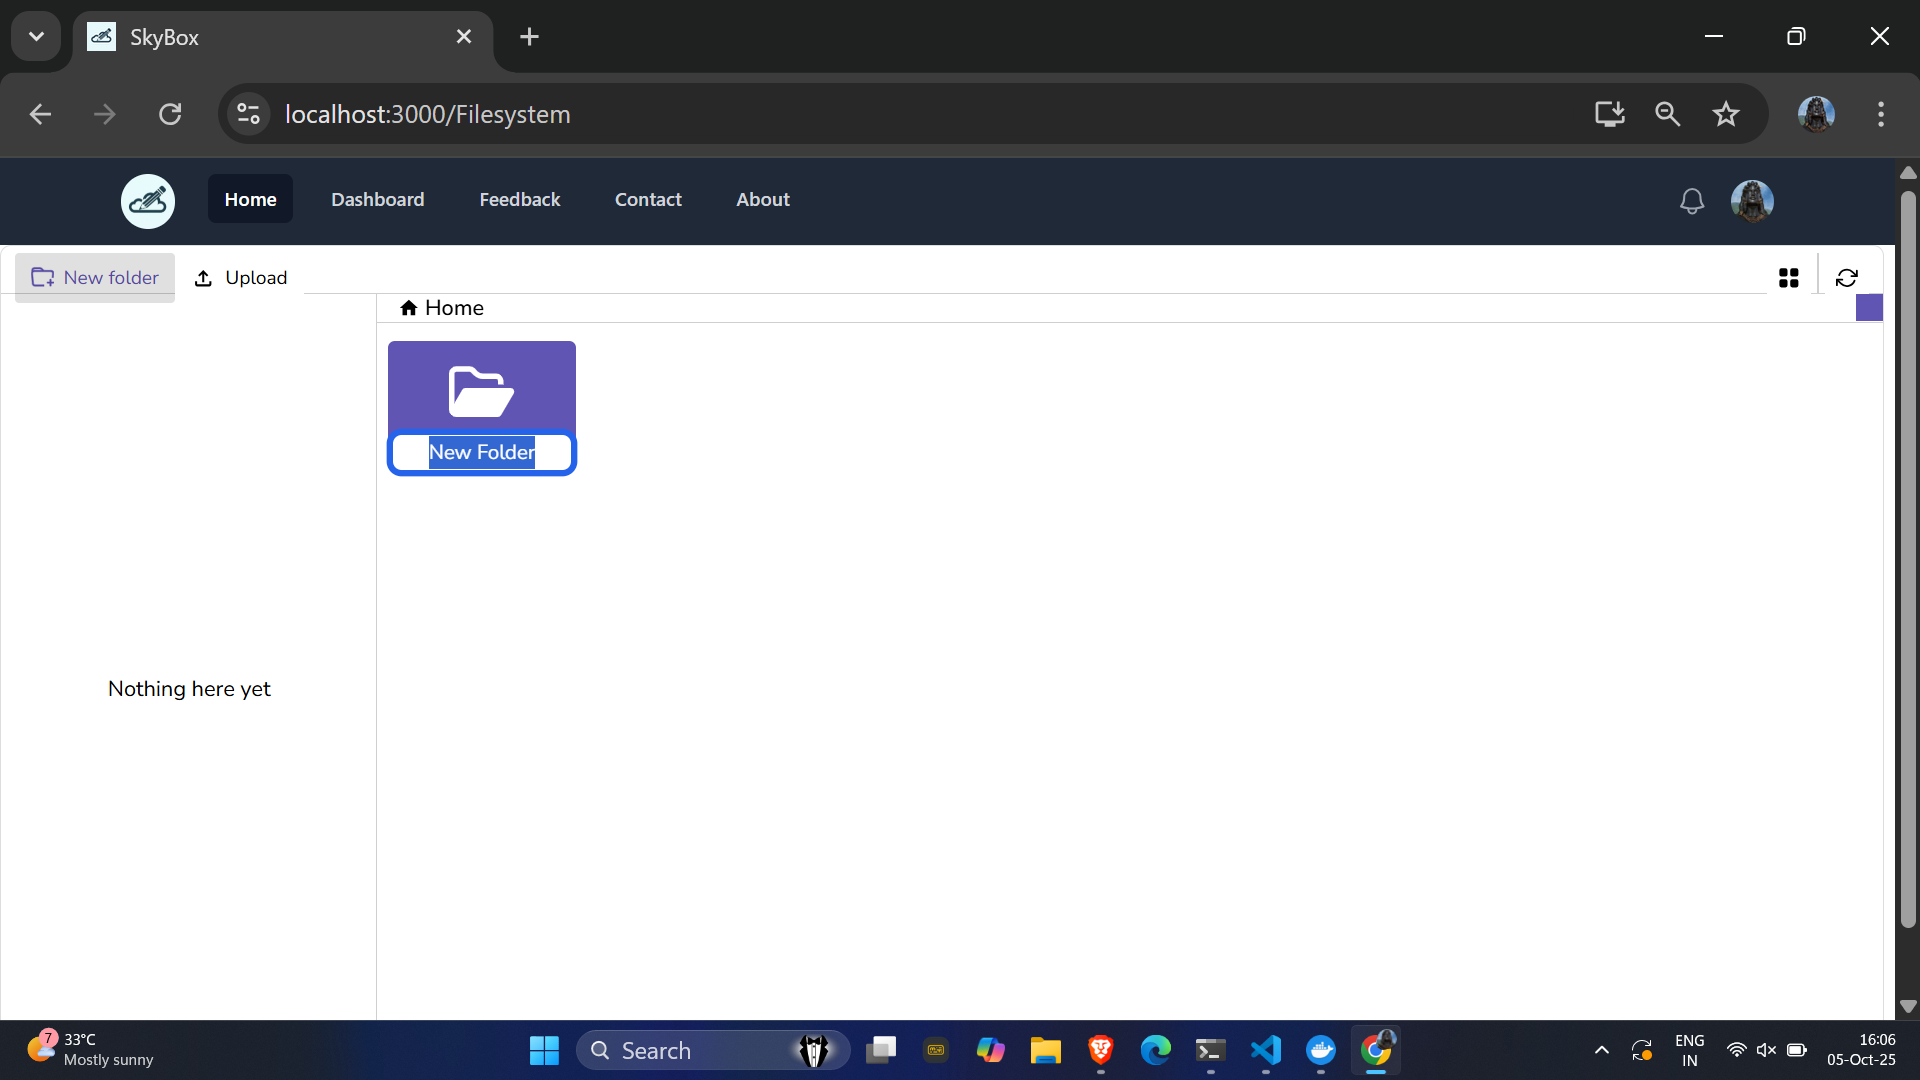 SkyBox
localhost:3000/Filesystem
Home Dashboard Feedback Contact About
New folder Upload
Home
New Folder
Nothing here yet
7
33°C
Mostly sunny
Search
ENG
IN
16:06
05-Oct-25